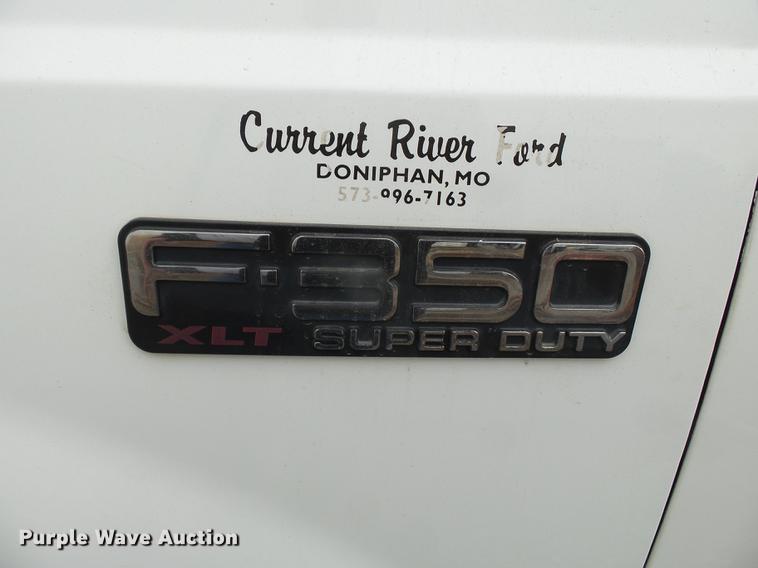 Current River Ford
DONIPHAN, MO
573-996-7163
F-350
XLT SUPER DUTY
Purple Wave Auction®